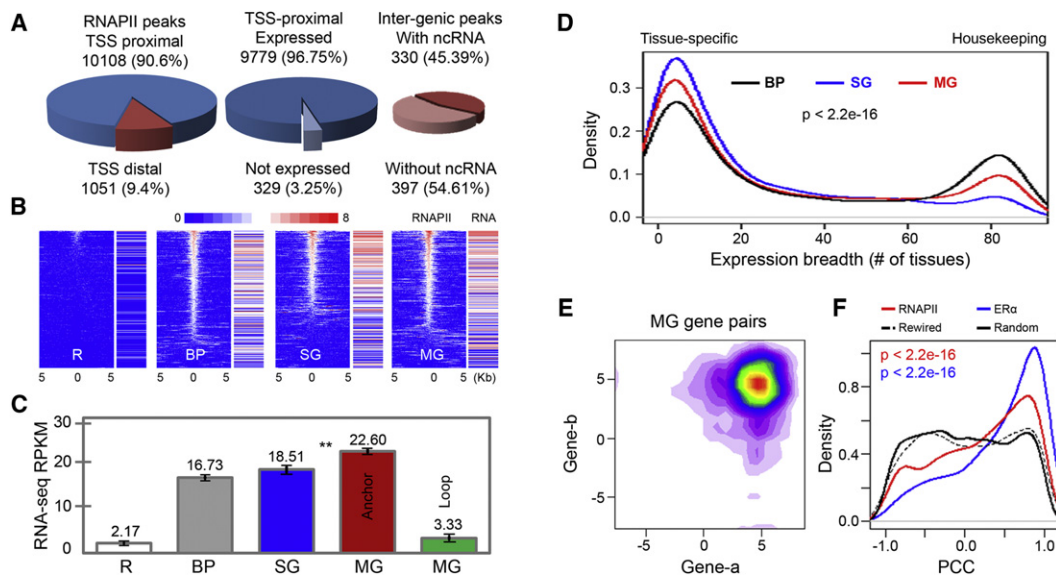 A
RNAPII peaks
TSS proximal
10108 (90.6%)
TSS distal
1051 (9.4%)
TSS-proximal
Expressed
9779 (96.75%)
Not expressed
329 (3.25%)
Inter-genic peaks
With ncRNA
330 (45.39%)
Without ncRNA
397 (54.61%)
B
0 8
RNAPII RNA
R BP SG MG
5 0 5 5 0 5 5 0 5 5 0 5 (Kb)
C
RNA-seq RPKM
30
20
10
0
2.17
16.73
18.51
**
22.60
3.33
Anchor
Loop
R BP SG MG MG
D
Tissue-specific Housekeeping
BP SG MG
p < 2.2e-16
Density
0.3
0.2
0.1
0.0
0 20 40 60 80
Expression breadth (# of tissues)
E
MG gene pairs
Gene-b
5
0
-5
-5 0 5
Gene-a
F
RNAPII ERα
Rewired Random
p < 2.2e-16
p < 2.2e-16
Density
0.8
0.4
0.0
-1.0 0.0 1.0
PCC